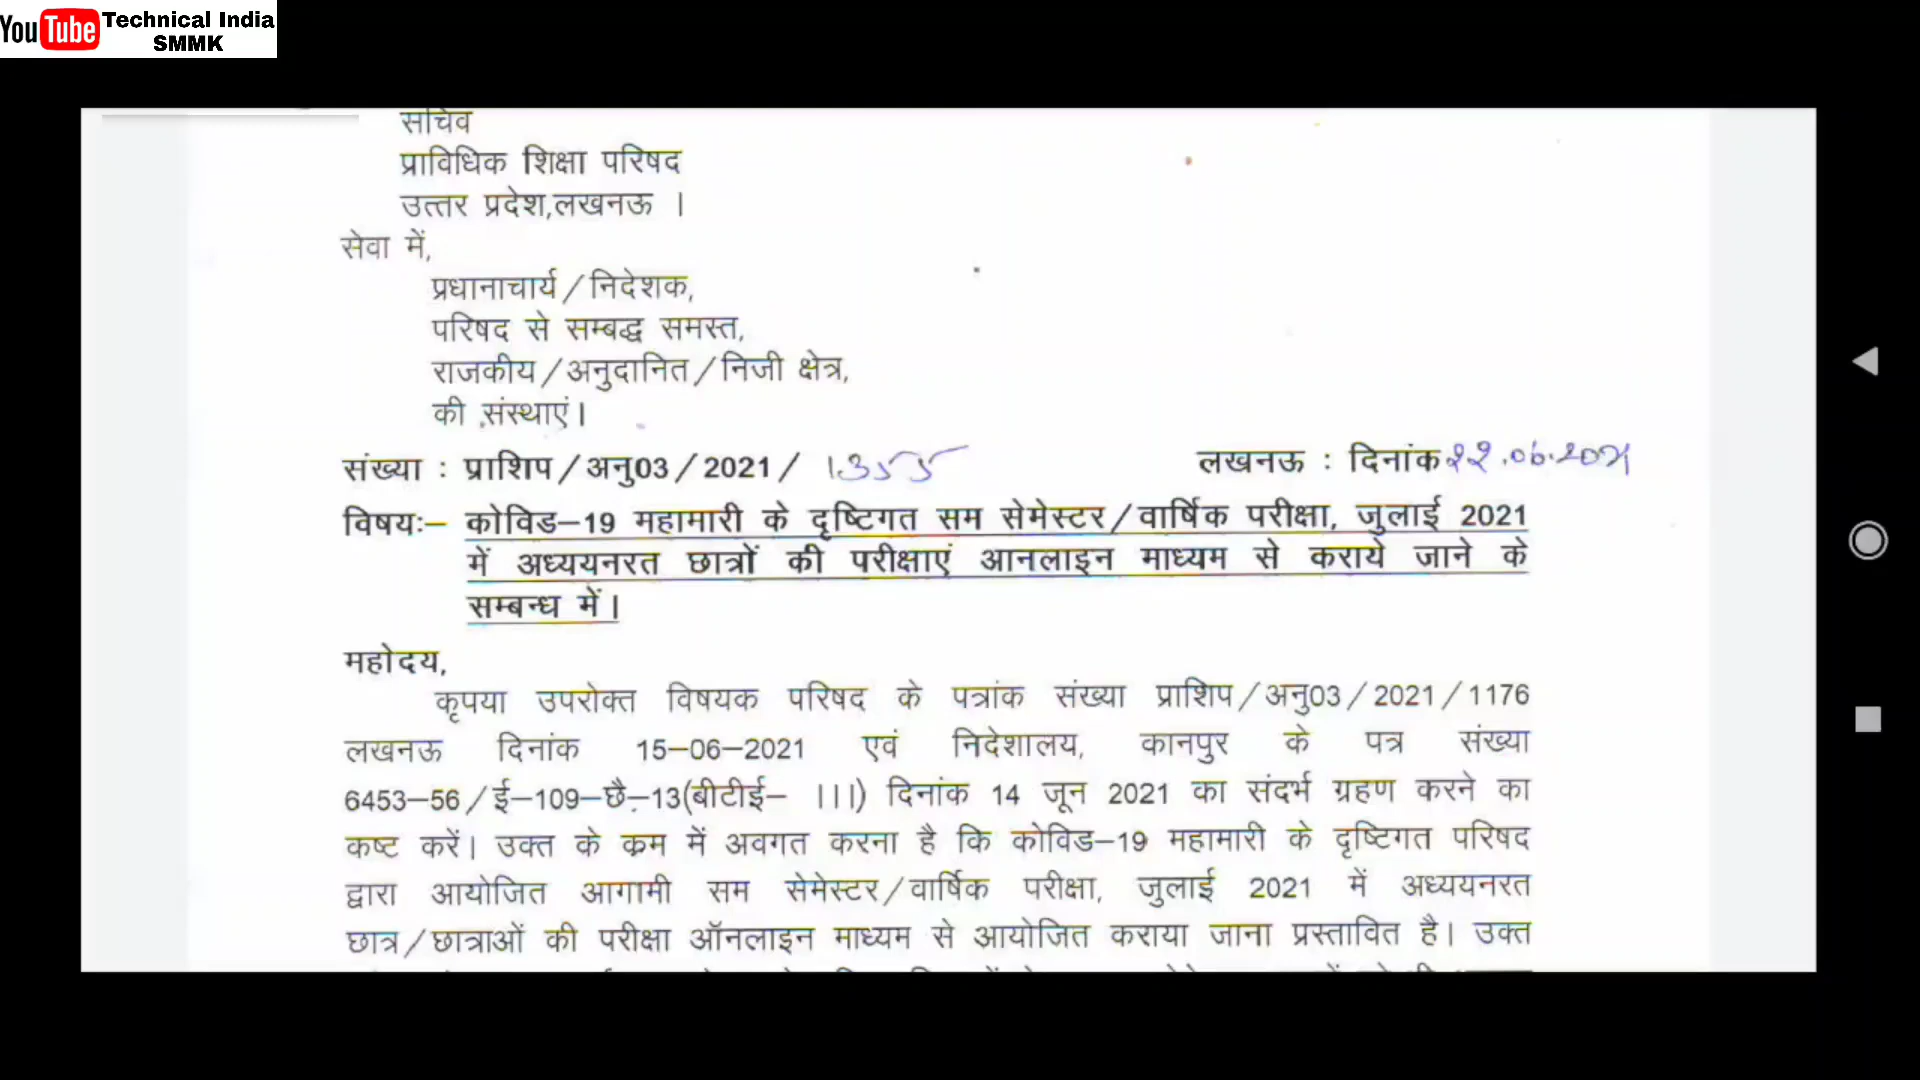 YouTube Technical India
SMMK
सचिव
प्राविधिक शिक्षा परिषद
उत्तर प्रदेश,लखनऊ ।
सेवा में,
प्रधानाचार्य/निदेशक,
परिषद से सम्बद्ध समस्त,
राजकीय/अनुदानित/निजी क्षेत्र,
की संस्थाएं।
संख्या : प्राशिप/अनु03/2021/ 1355 लखनऊ : दिनांक 22.06.2021
विषयः– कोविड–19 महामारी के दृष्टिगत सम सेमेस्टर/वार्षिक परीक्षा, जुलाई 2021
में अध्ययनरत छात्रों की परीक्षाएं आनलाइन माध्यम से कराये जाने के
सम्बन्ध में।
महोदय,
कृपया उपरोक्त विषयक परिषद के पत्रांक संख्या प्राशिप/अनु03/2021/1176
लखनऊ दिनांक 15–06–2021 एवं निदेशालय, कानपुर के पत्र संख्या
6453–56/ई–109–छै–13(बीटीई– ।।।) दिनांक 14 जून 2021 का संदर्भ ग्रहण करने का
कष्ट करें। उक्त के क्रम में अवगत करना है कि कोविड–19 महामारी के दृष्टिगत परिषद
द्वारा आयोजित आगामी सम सेमेस्टर/वार्षिक परीक्षा, जुलाई 2021 में अध्ययनरत
छात्र/छात्राओं की परीक्षा ऑनलाइन माध्यम से आयोजित कराया जाना प्रस्तावित है। उक्त